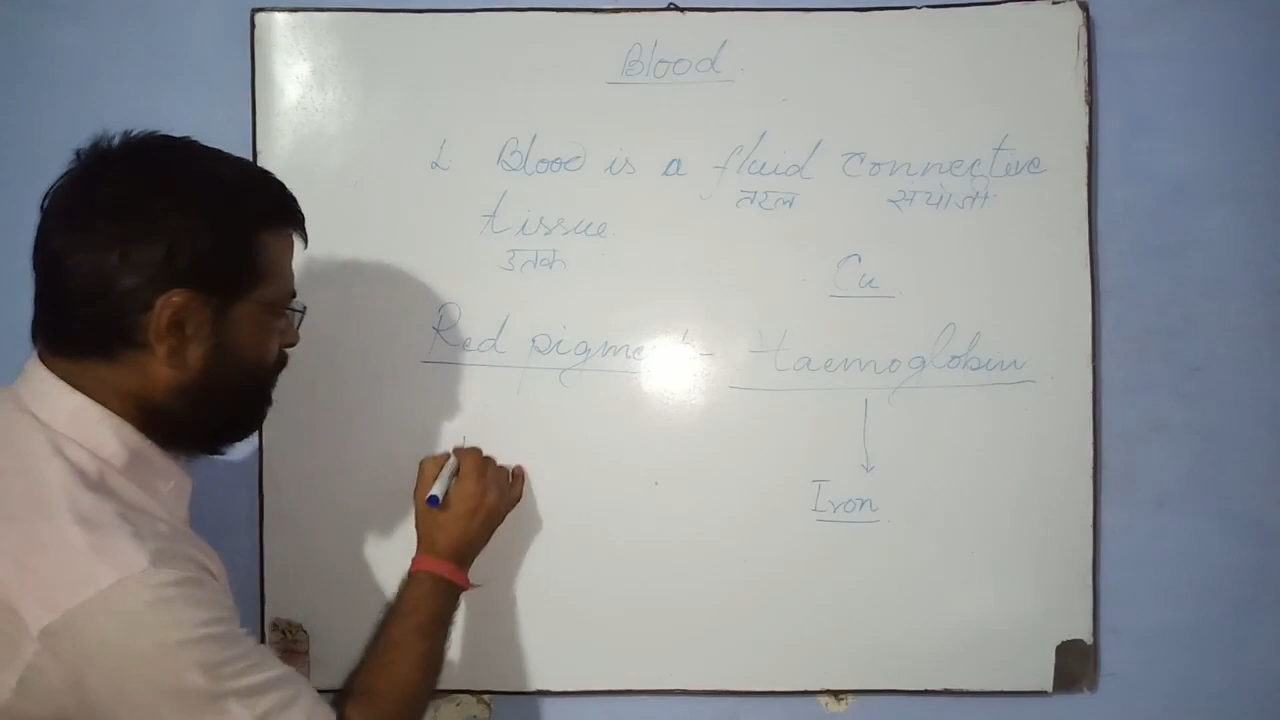 Blood
1. Blood is a fluid connective
तरल संयोजी
tissue.
उतक
Cu
Red pigment - Haemoglobin
Iron